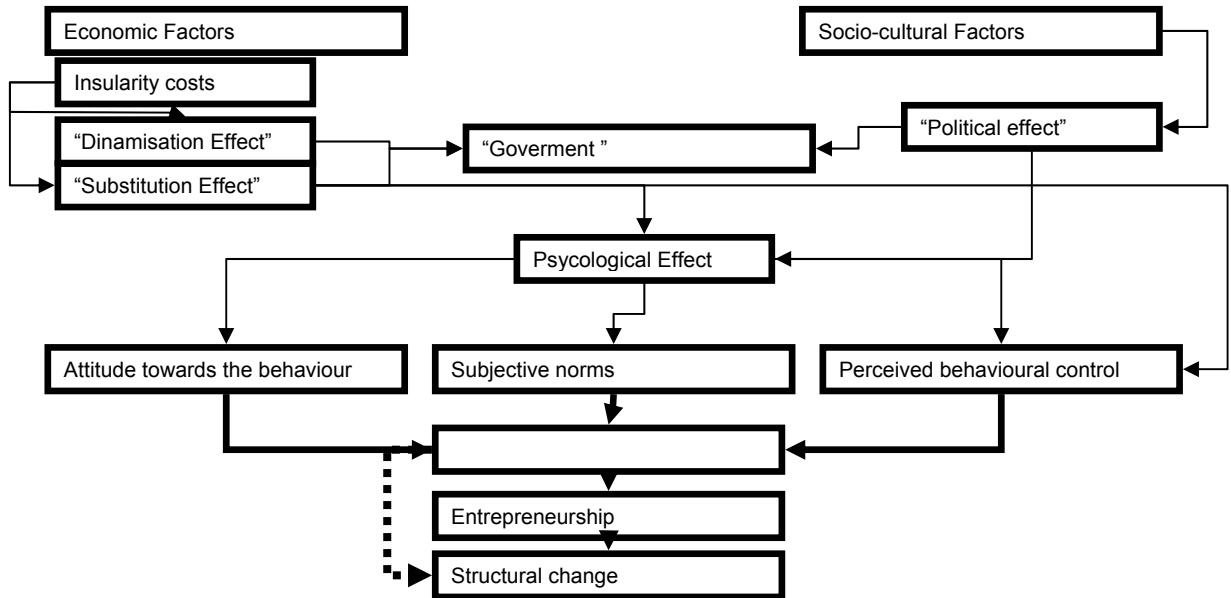 Economic Factors
Socio-cultural Factors
Insularity costs
“Dinamisation Effect”
“Goverment ”
“Political effect”
“Substitution Effect”
Psycological Effect
Attitude towards the behaviour
Subjective norms
Perceived behavioural control
Entrepreneurship
Structural change